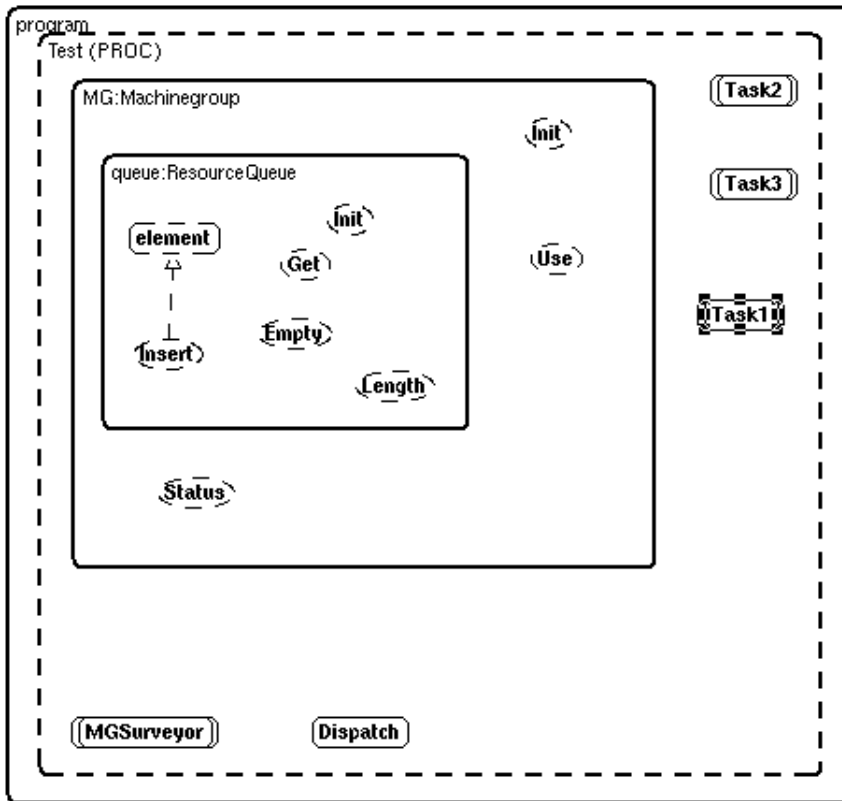 program
Test (PROC)
MG:Machinegroup
Task2
Init
queue:ResourceQueue
Task3
Init
element
Get
Use
Task1
Empty
Insert
Length
Status
MGSurveyor
Dispatch